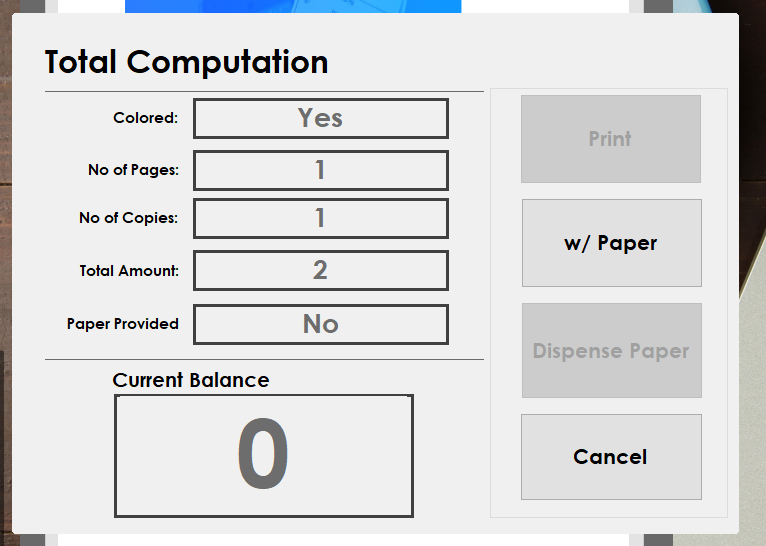 Total Computation
Colored: Yes
No of Pages: 1
No of Copies: 1
Total Amount: 2
Paper Provided No
Current Balance
0
Print
w/ Paper
Dispense Paper
Cancel